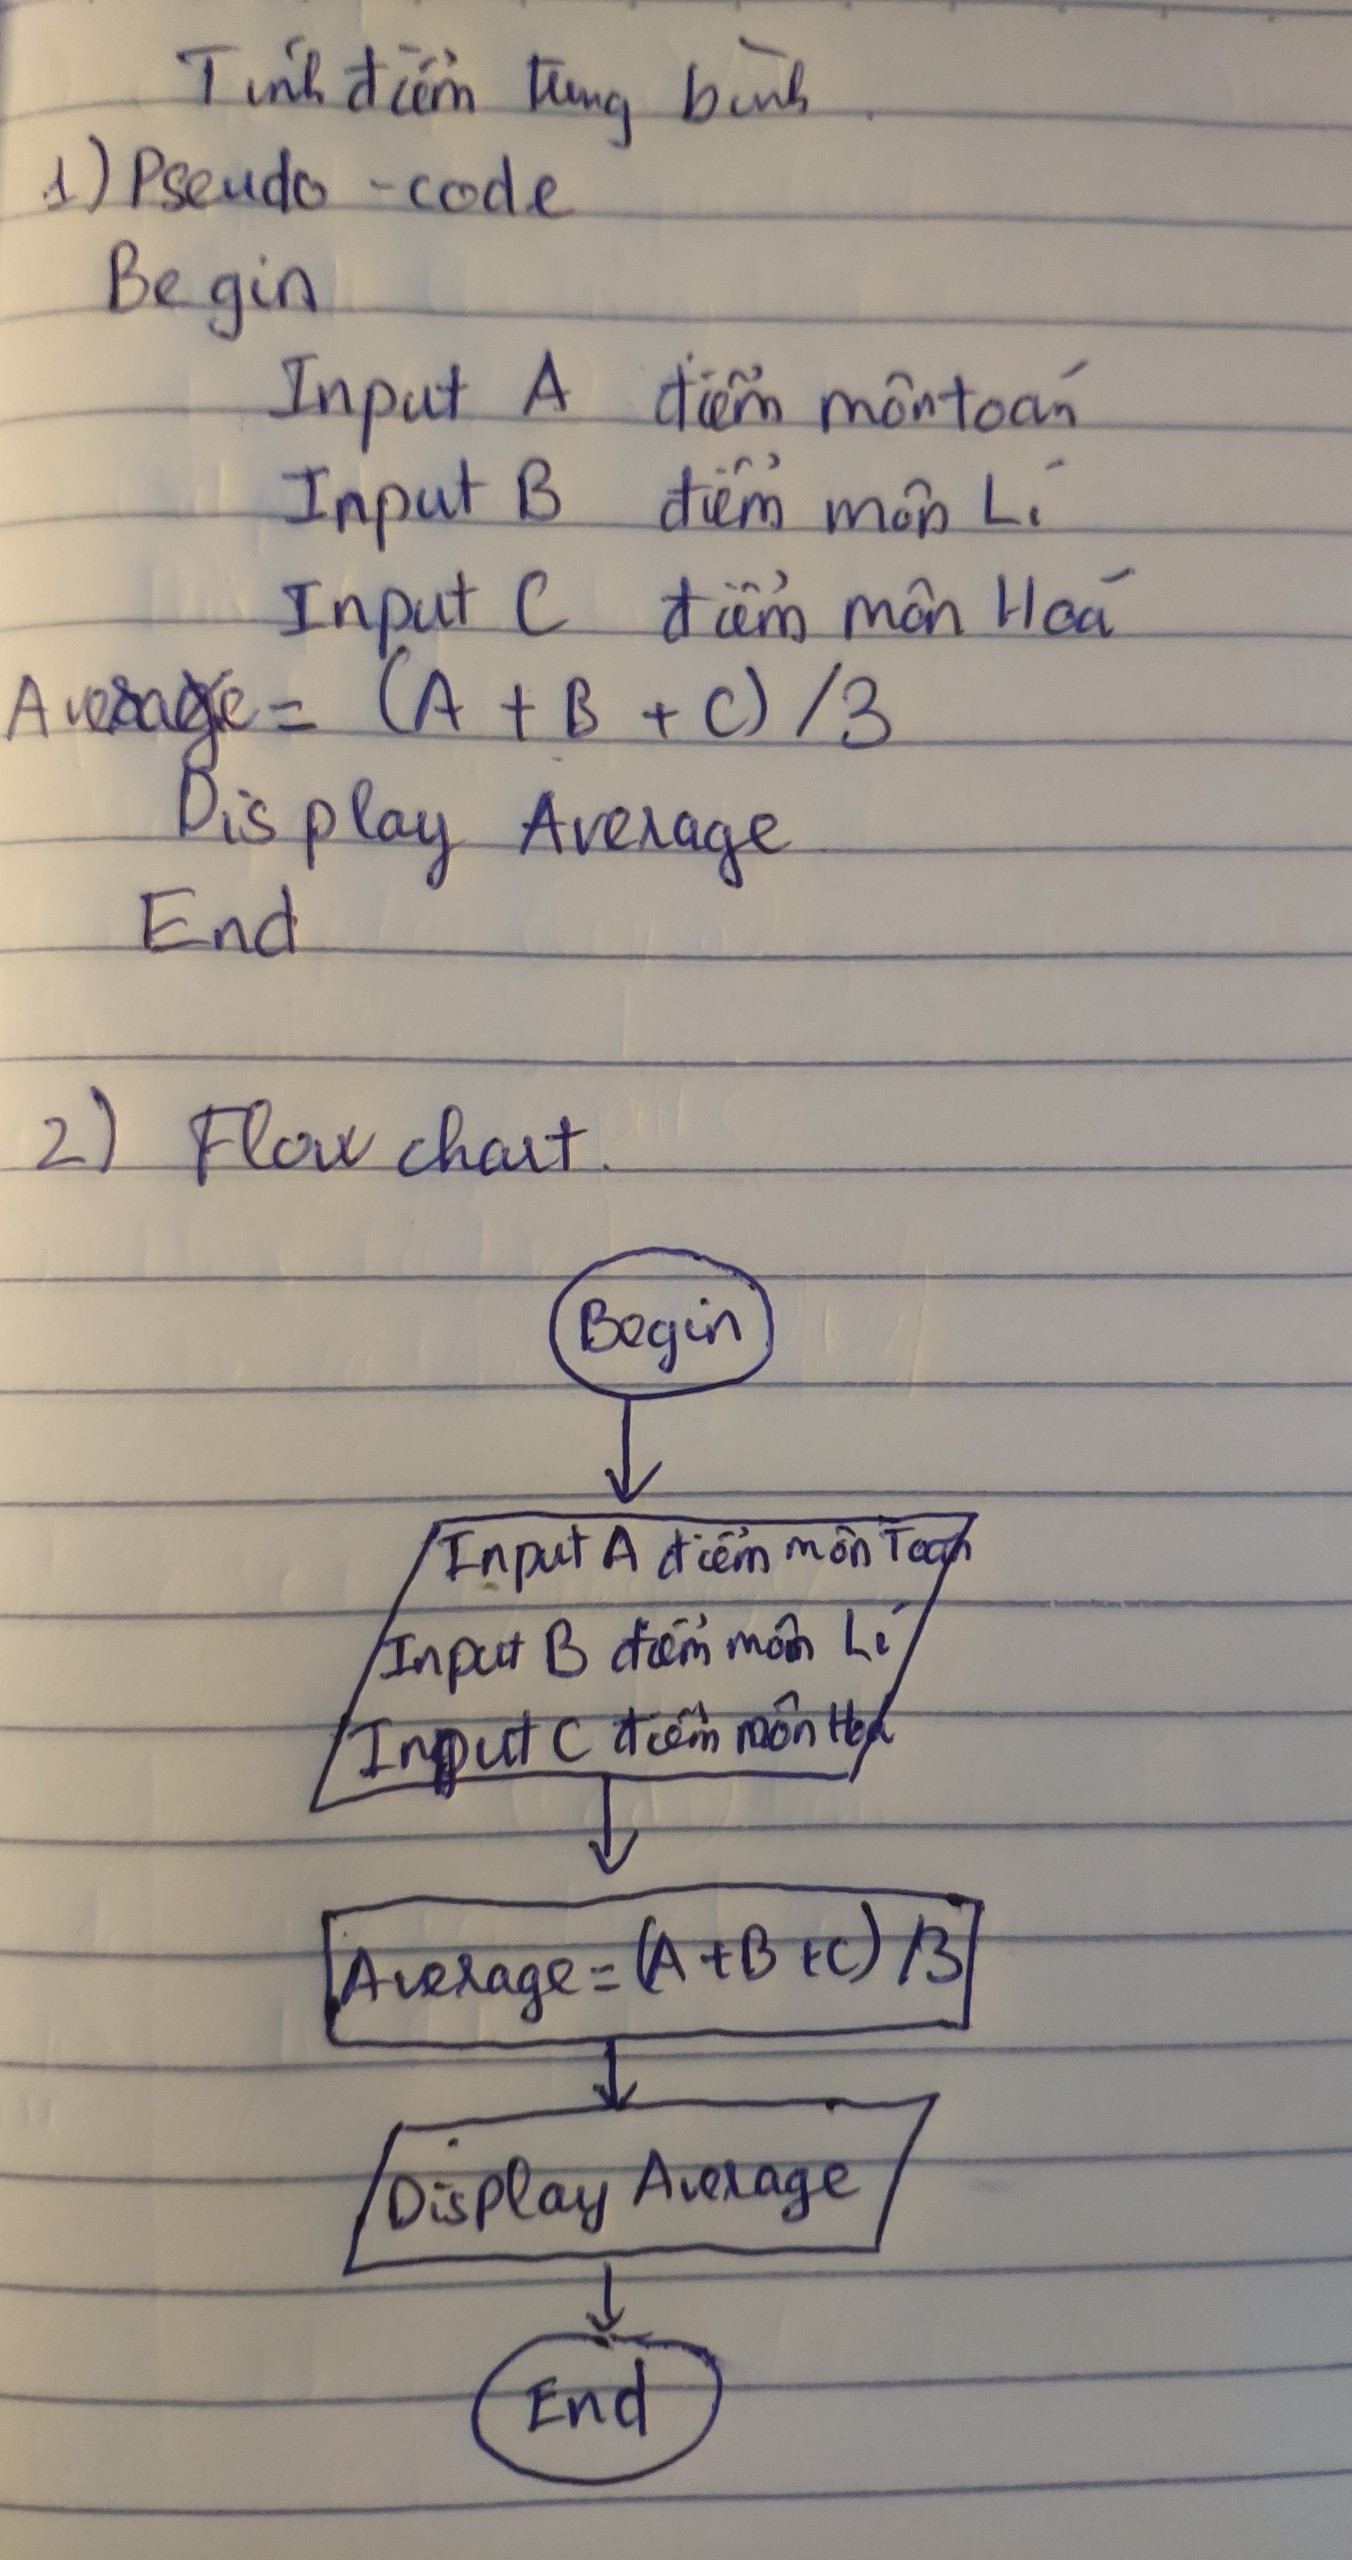 Tính điểm trung bình.
1) Pseudo - code
Begin
Input A điểm môn toán
Input B điểm môn Lí
Input C điểm môn Hoá
Average = (A + B + C) /3
Display Average
End
2) Flow chart.
Begin
Input A điểm môn Toán
Input B điểm môn Lí
Input C điểm môn Hoá
Average = (A + B + C) /3
Display Average
End